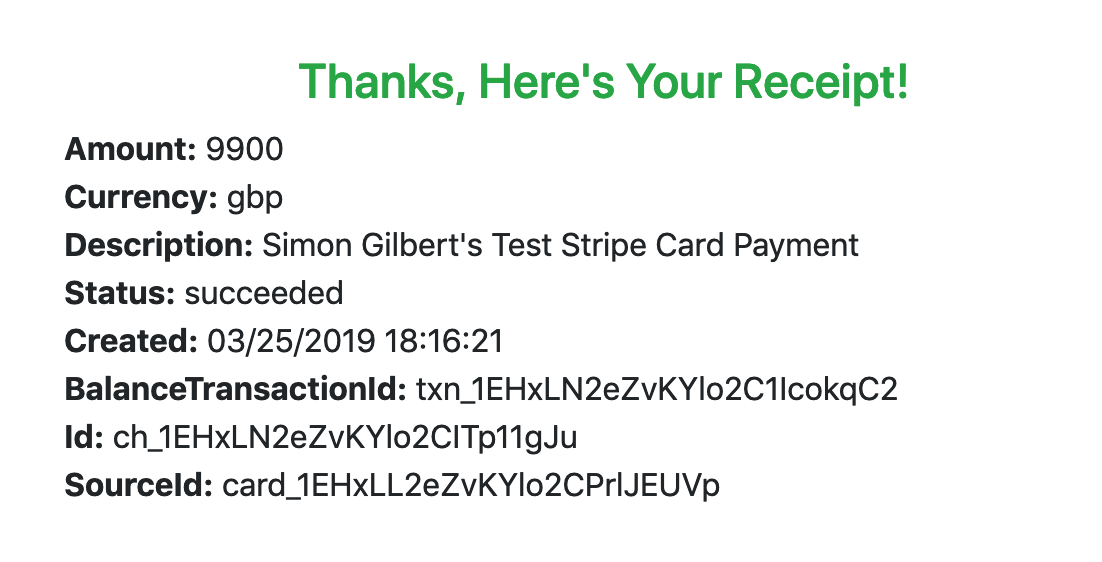 Thanks, Here's Your Receipt!
Amount: 9900
Currency: gbp
Description: Simon Gilbert's Test Stripe Card Payment
Status: succeeded
Created: 03/25/2019 18:16:21
BalanceTransactionId: txn_1EHxLN2eZvKYlo2C1IcokqC2
Id: ch_1EHxLN2eZvKYlo2CITp11gJu
SourceId: card_1EHxLL2eZvKYlo2CPrlJEUVp